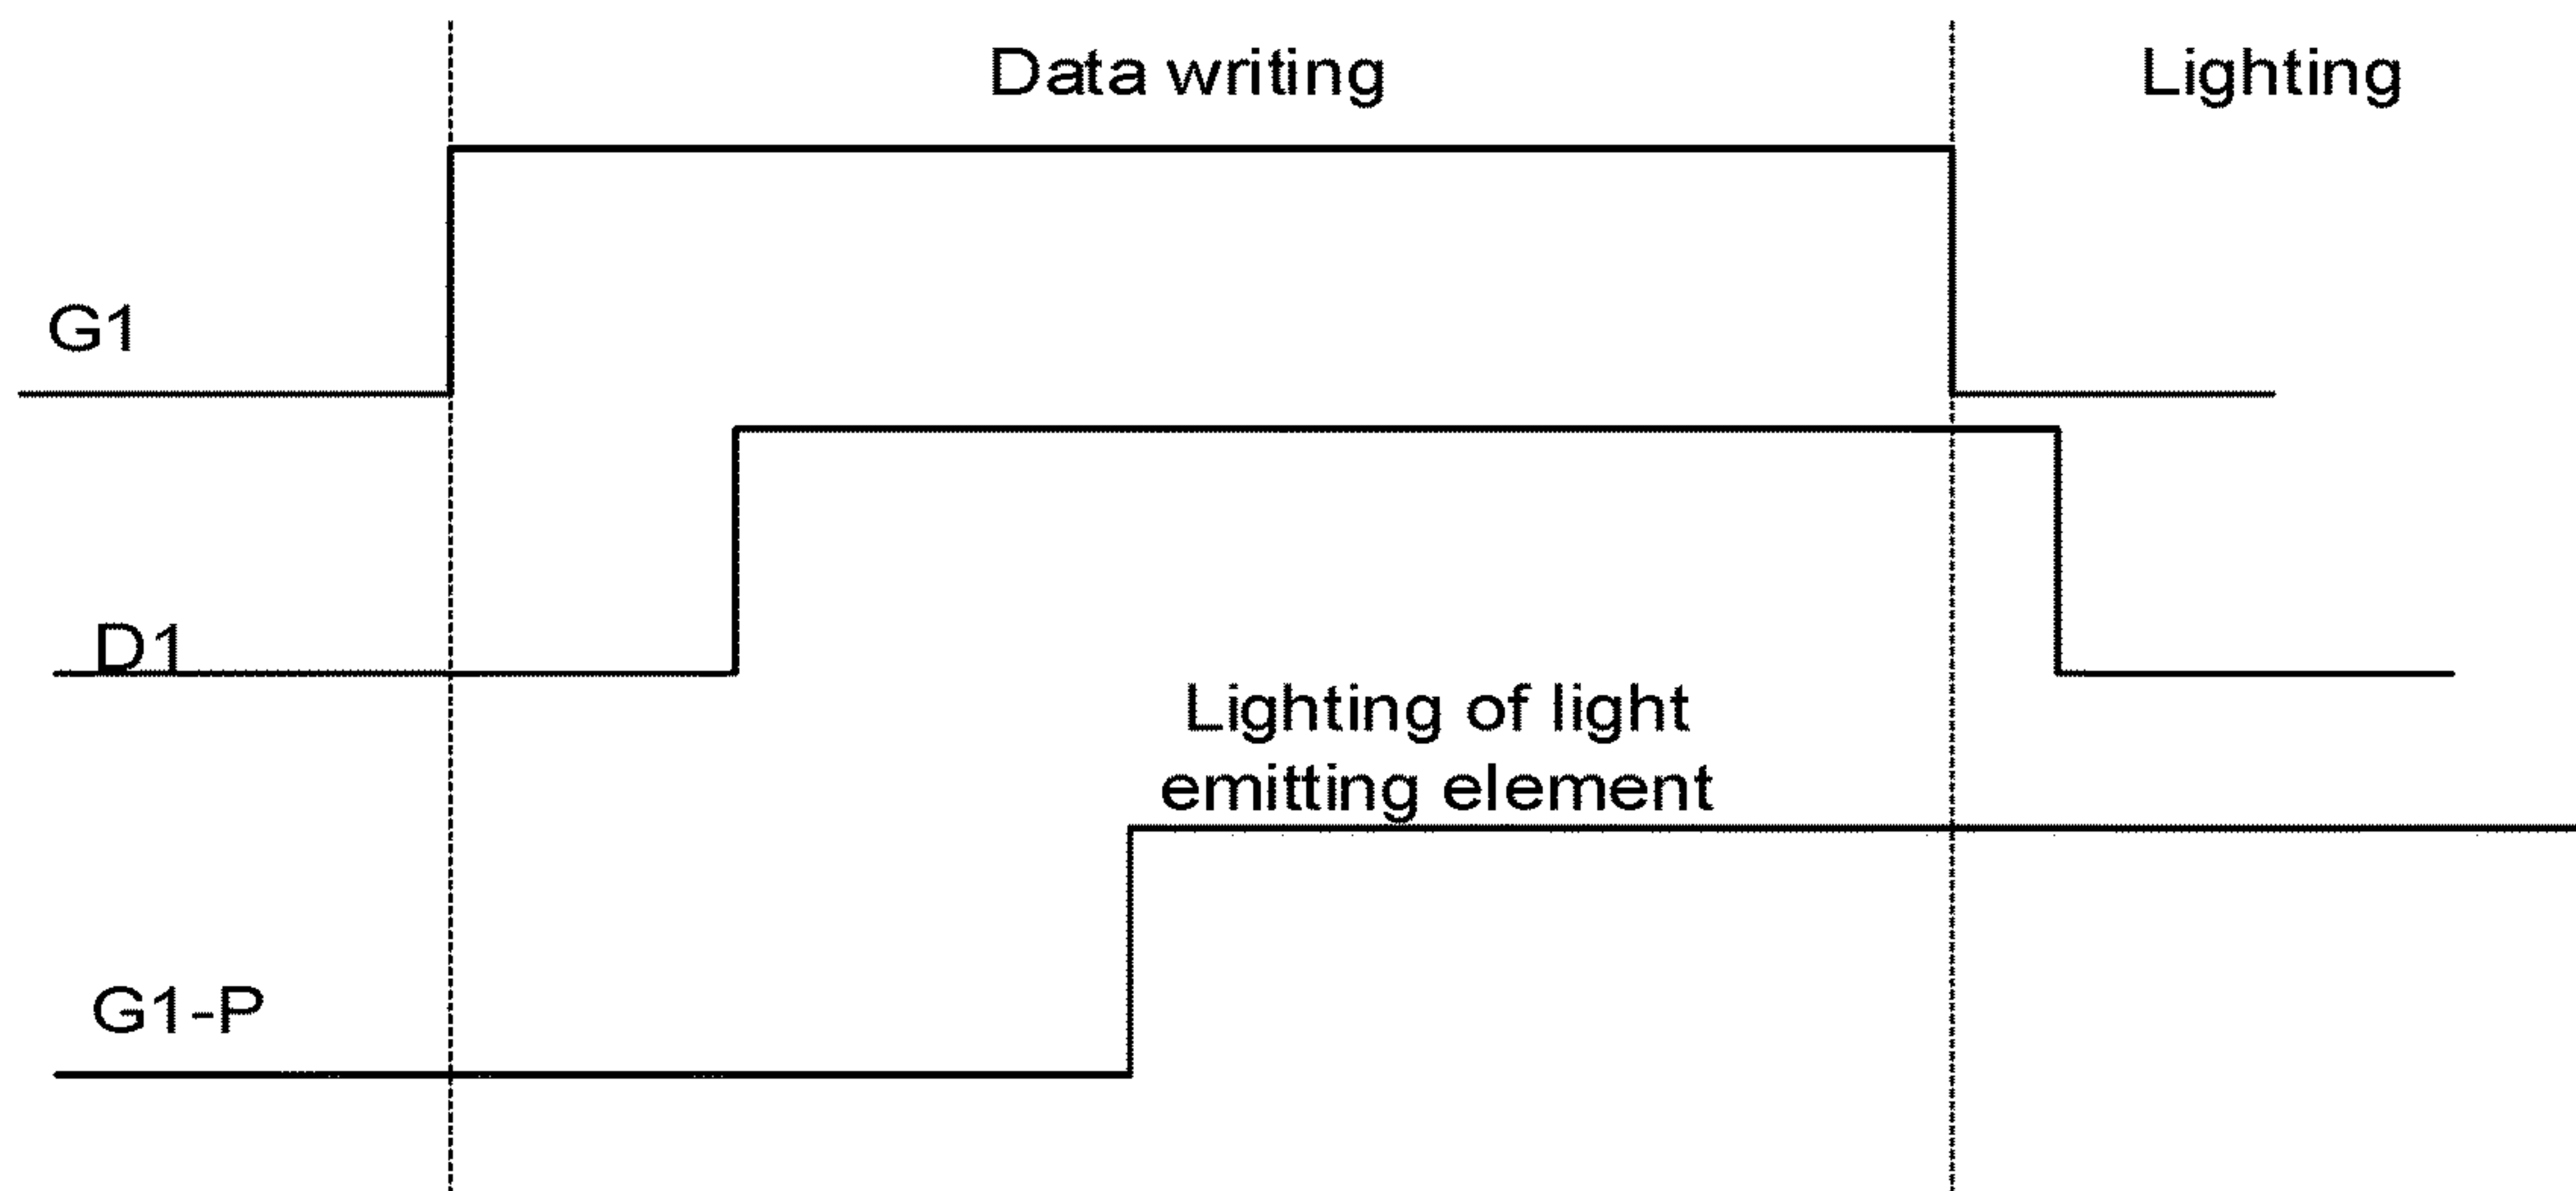 Data writing
Lighting
G1
D1
Lighting of light
emitting element
G1-P